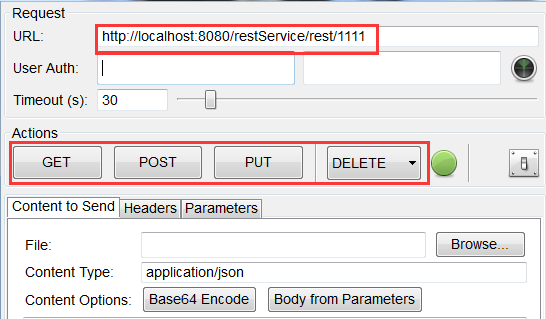 Request
URL: http://localhost:8080/restService/rest/1111
User Auth:
Timeout (s): 30
Actions
GET POST PUT DELETE
Content to Send Headers Parameters
File: Browse...
Content Type: application/json
Content Options: Base64 Encode Body from Parameters